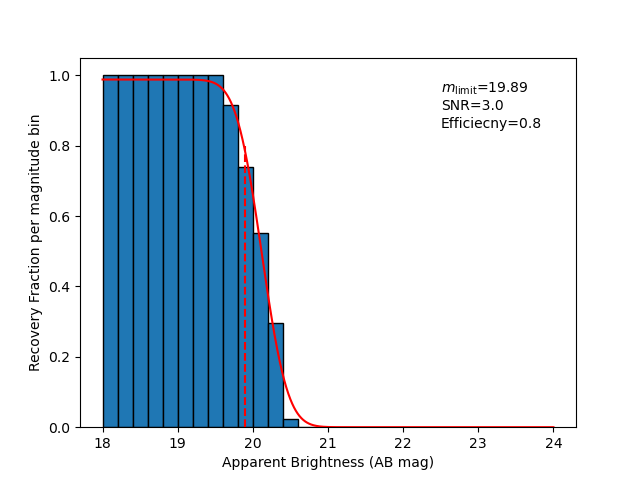 m_limit=19.89
SNR=3.0
Efficiecny=0.8
1.0
0.8
0.6
0.4
0.2
0.0
Recovery Fraction per magnitude bin
18 19 20 21 22 23 24
Apparent Brightness (AB mag)